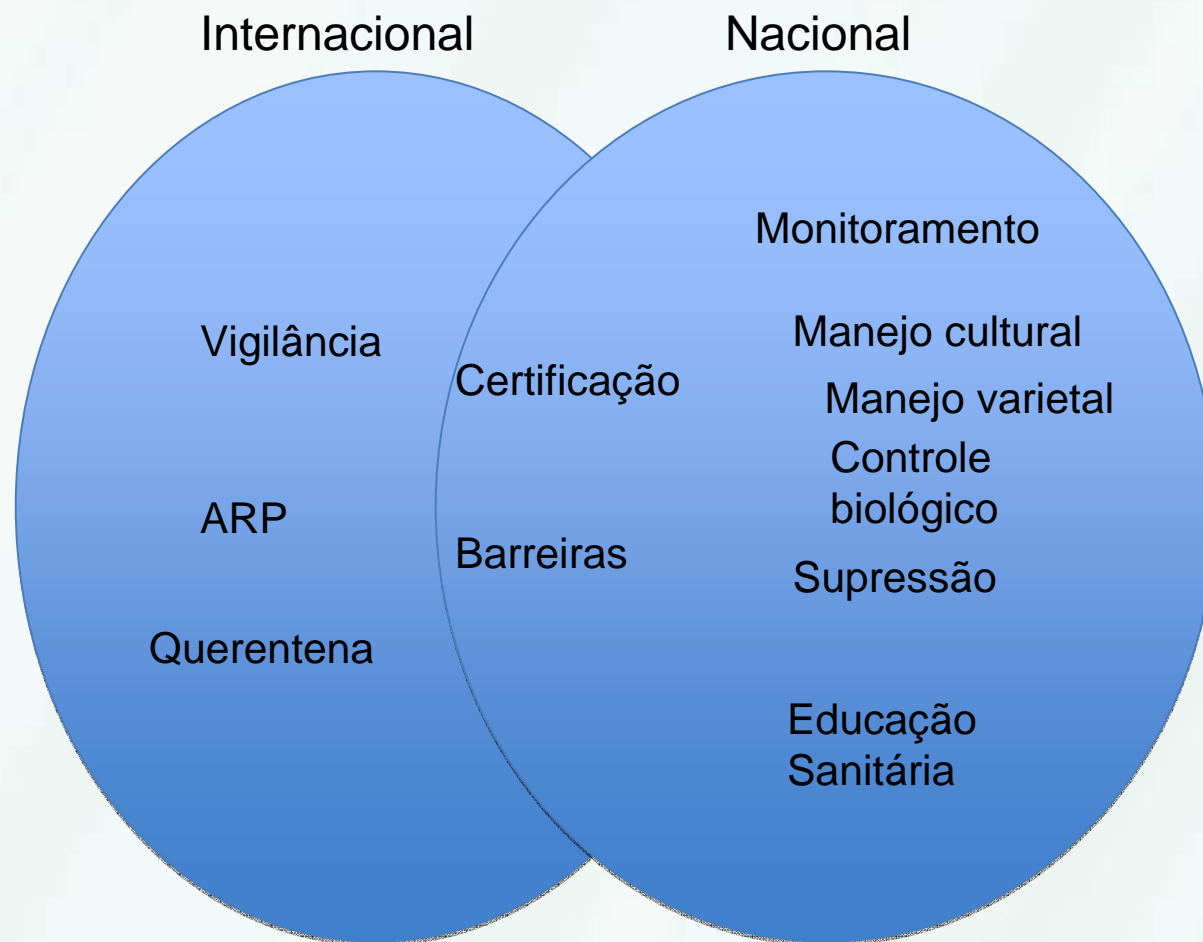 Internacional
Nacional
Vigilância
ARP
Querentena
Certificação
Barreiras
Monitoramento
Manejo cultural
Manejo varietal
Controle
biológico
Supressão
Educação
Sanitária